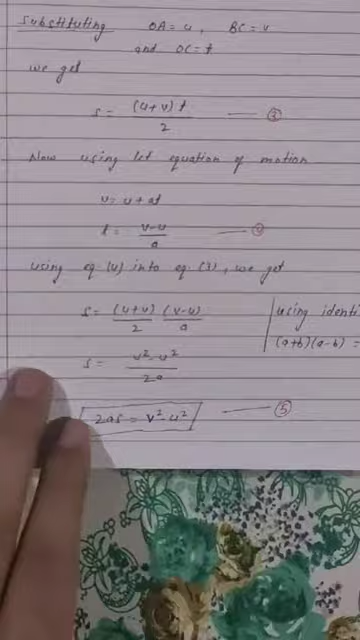 Substituting OA = u, BC = v
and OC = t
we get
s = (u+v) t / 2 —— ③
Now using 1st equation of motion
v = u + at
t = v-u / a —— ④
using eq (4) into eq. (3), we get
s = (u+v) / 2 (v-u) / a
using identi
(a+b)(a-b) =
s = v² - u² / 2a
2as = v² - u² —— ⑤